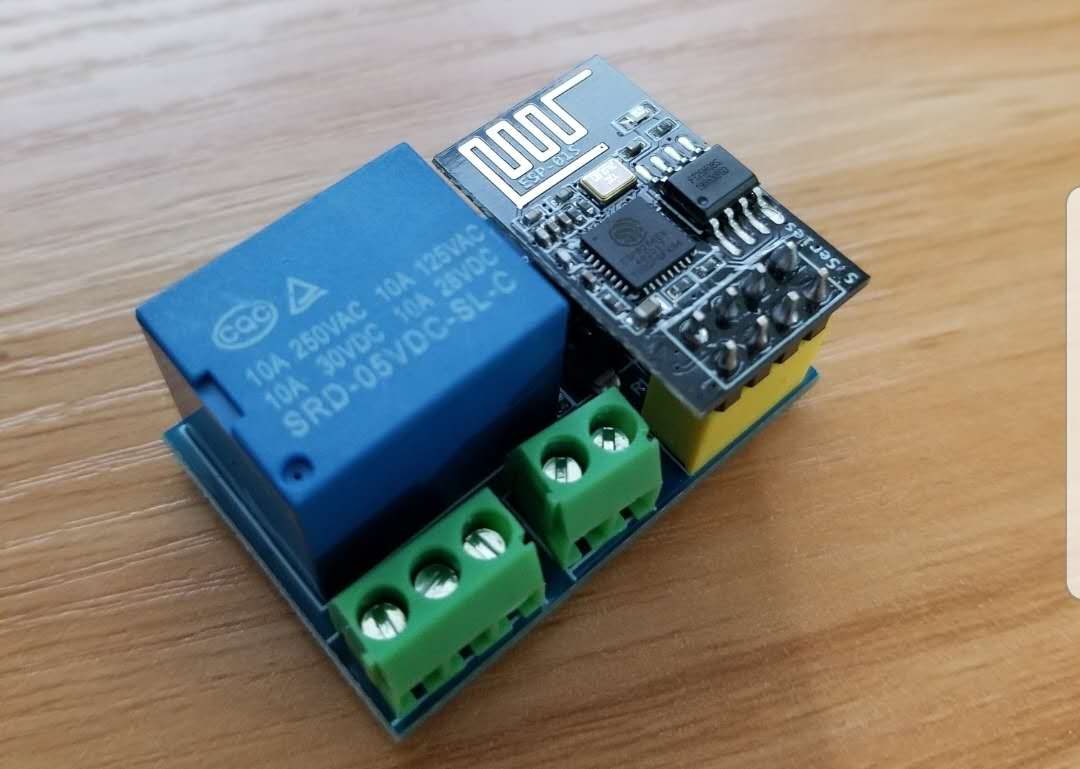 CQC
10A 250VAC 10A 125VAC
10A 30VDC 10A 28VDC
SRD-05VDC-SL-C
ESP-01S
S'Series